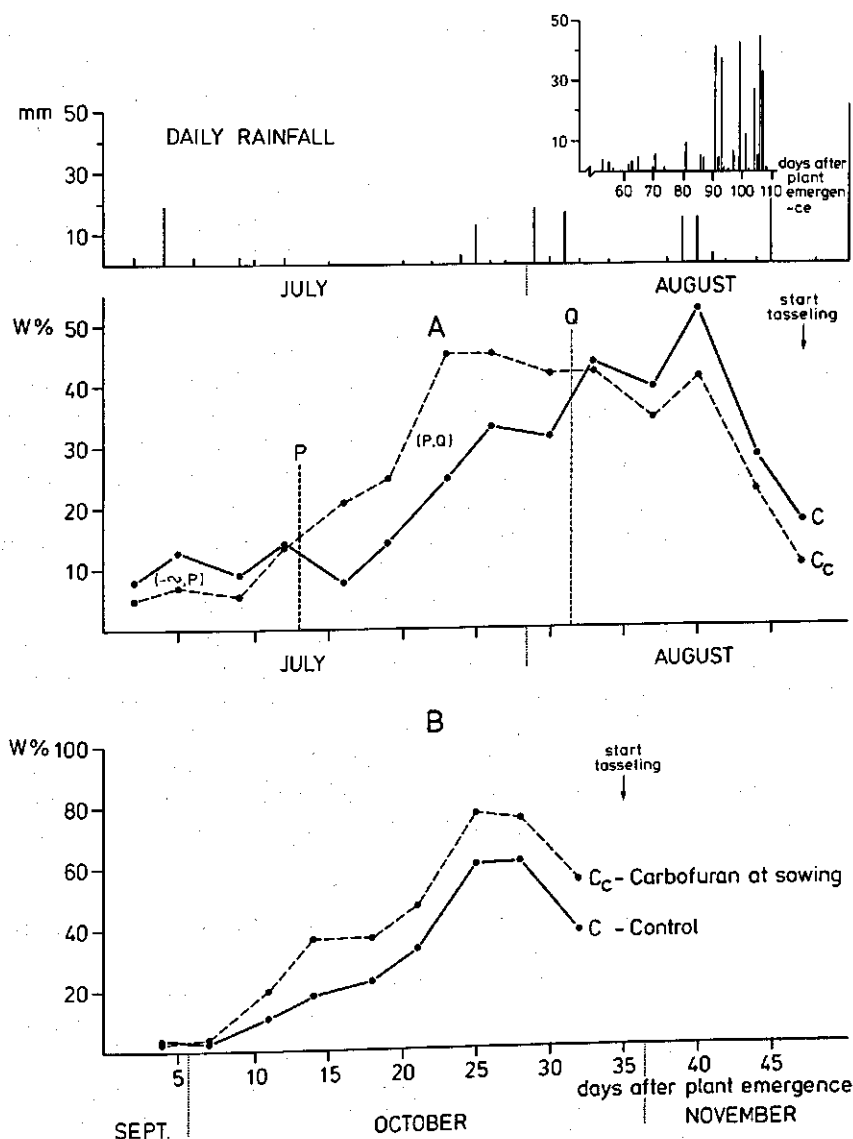 50
40
30
20
10
mm
DAILY RAINFALL
50
30
10
60 70 80 90 100 110
days after
plant
emergen
-ce
JULY
AUGUST
W%
50
40
30
20
10
A
P
Q
(-~,P)
(P,Q)
start
tasseling
C
Cc
JULY
AUGUST
B
W%
100
80
60
40
20
start
tasseling
Cc - Carbofuran at sowing
C - Control
5 10 15 20 25 30 35 40 45
days after plant emergence
SEPT.
OCTOBER
NOVEMBER